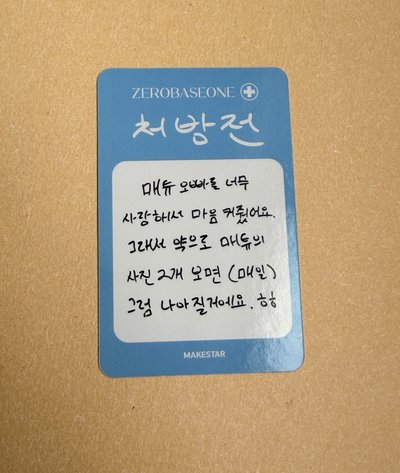 ZEROBASEONE
처방전
매튜 오빠를 너무
사랑해서 마음 커졌어요.
그래서 약으로 매튜의
사진 2개 보면 (매일)
그럼 나아질거에요. ㅎㅎ
MAKESTAR